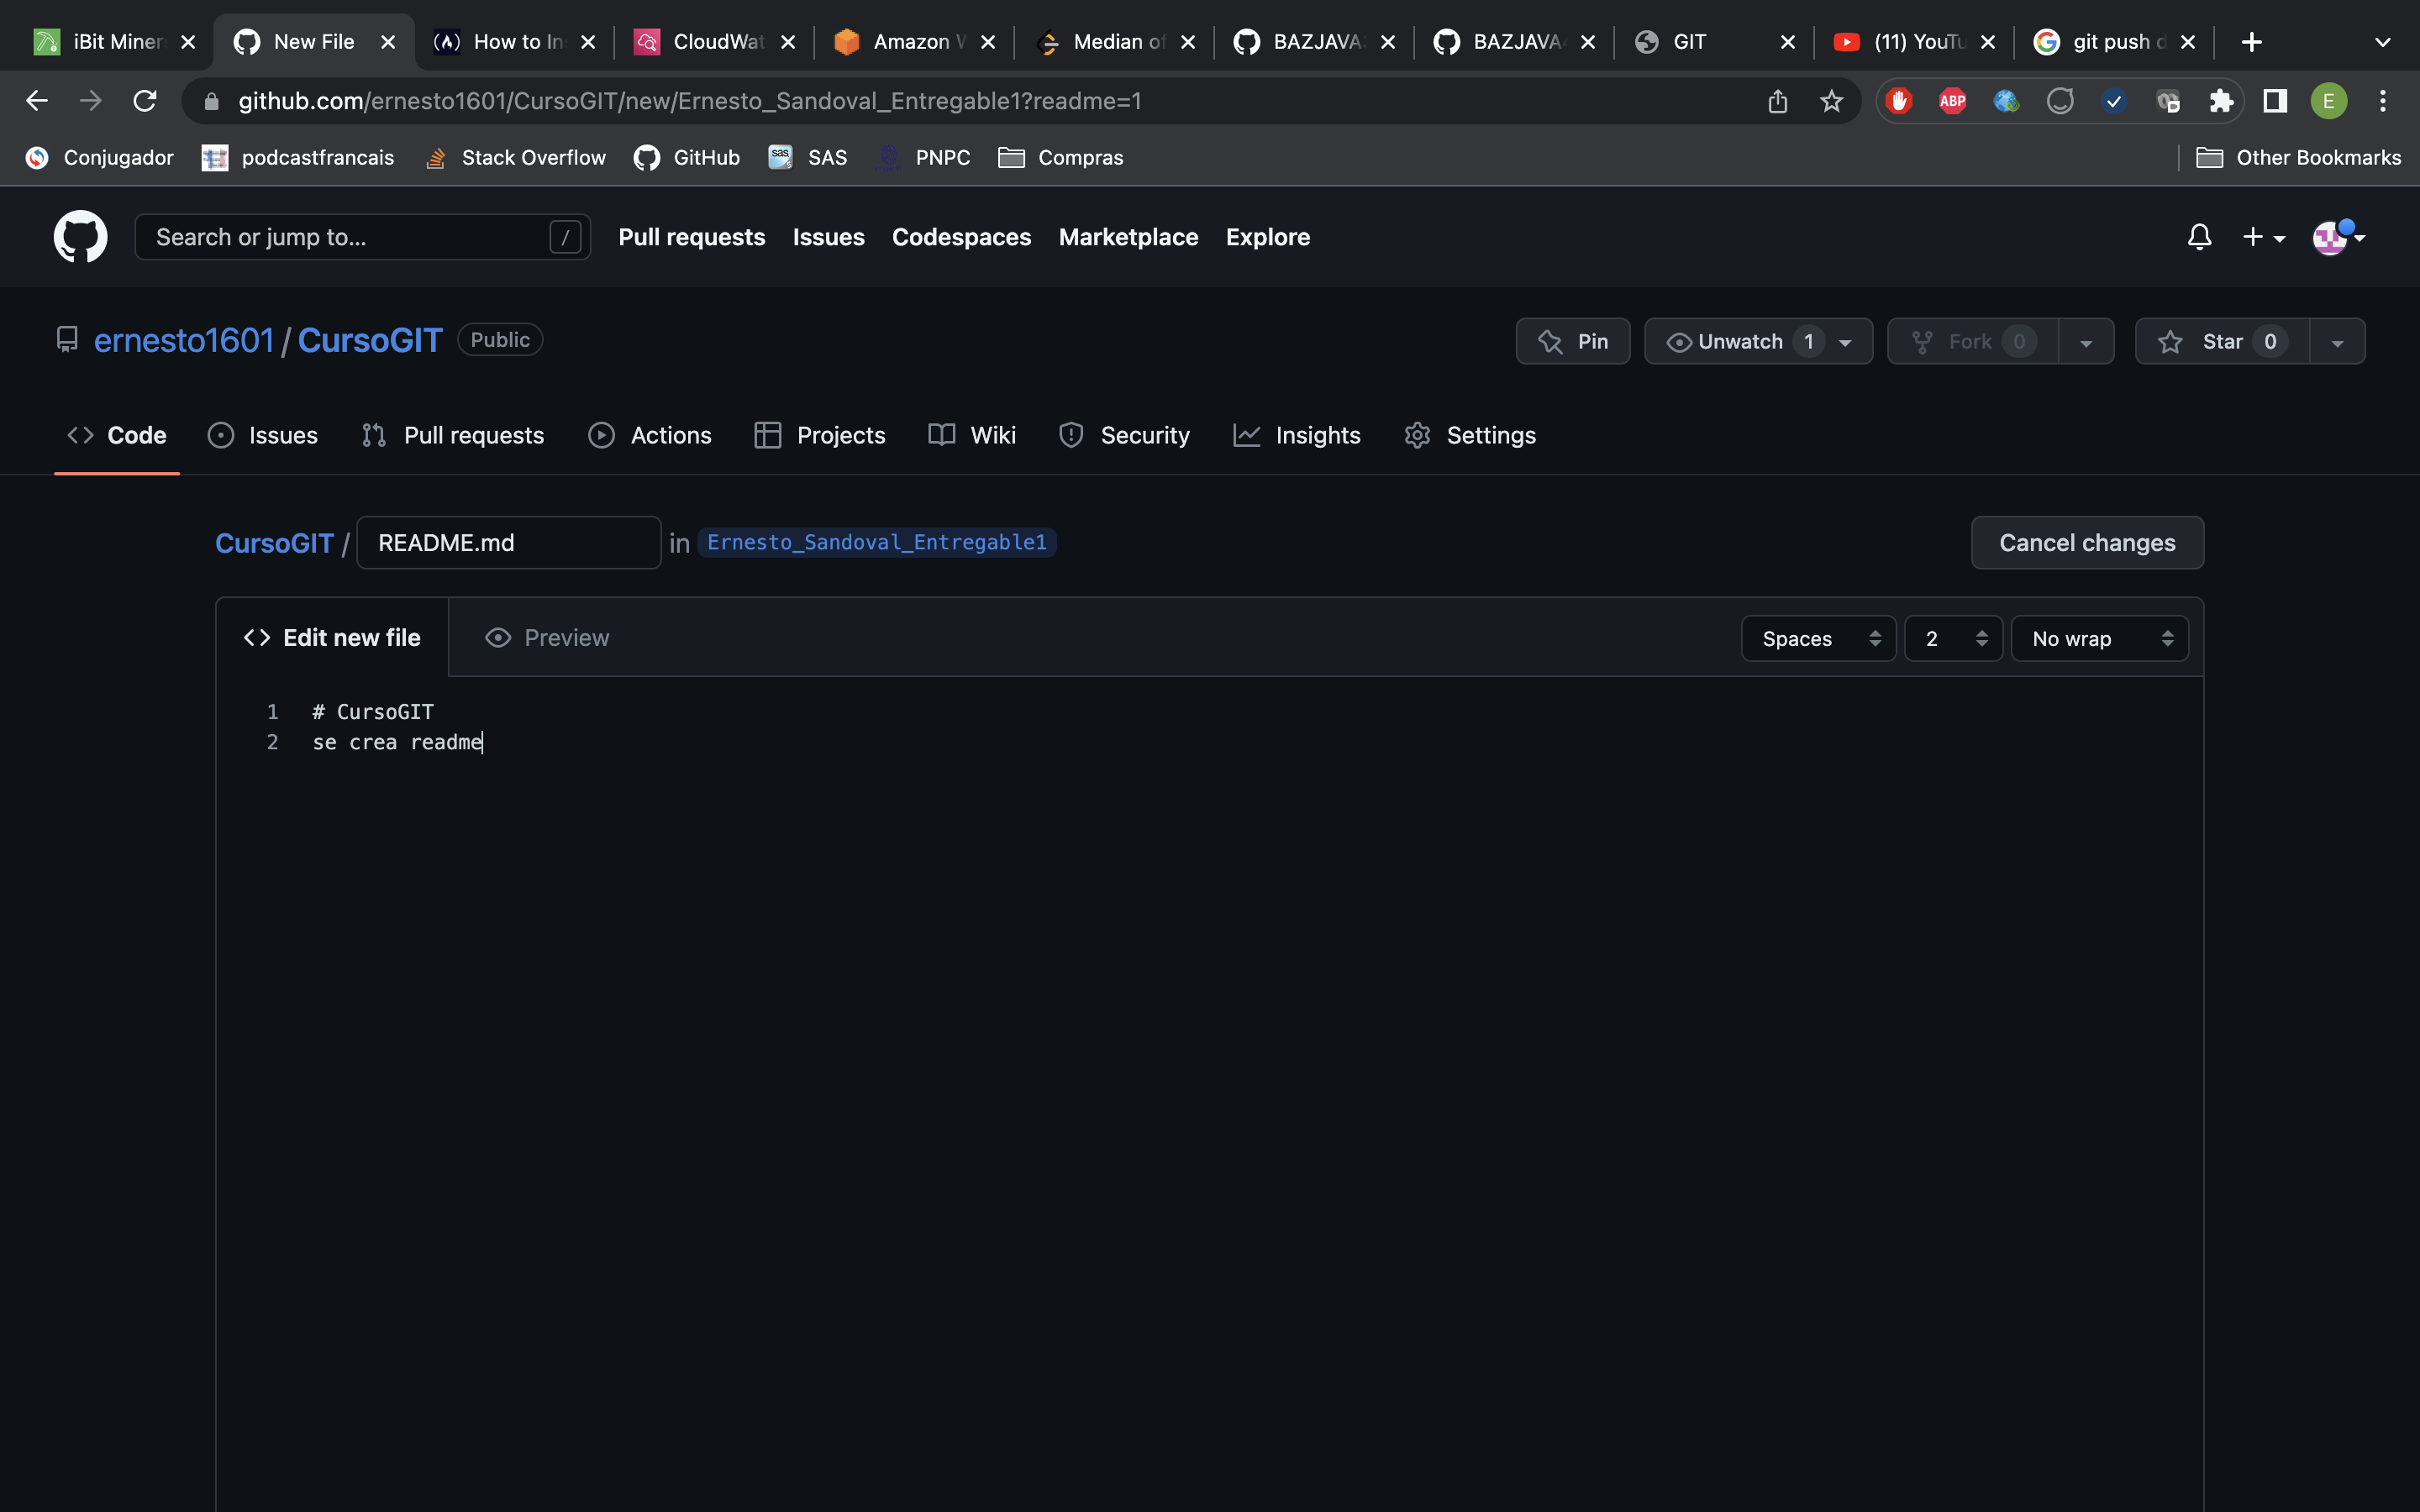 iBit Miner
New File
How to In
CloudWat
Amazon W
Median of
BAZJAVA
BAZJAVA
GIT
(11) YouTu
git push d
github.com/ernesto1601/CursoGIT/new/Ernesto_Sandoval_Entregable1?readme=1
ABP
E
Conjugador
podcastfrancais
Stack Overflow
GitHub
sas SAS
PNPC
Compras
Other Bookmarks
Search or jump to... /
Pull requests
Issues
Codespaces
Marketplace
Explore
ernesto1601 / CursoGIT Public
Pin
Unwatch 1
Fork 0
Star 0
Code
Issues
Pull requests
Actions
Projects
Wiki
Security
Insights
Settings
CursoGIT / README.md in Ernesto_Sandoval_Entregable1
Cancel changes
Edit new file
Preview
Spaces
2
No wrap
1 # CursoGIT
2 se crea readme